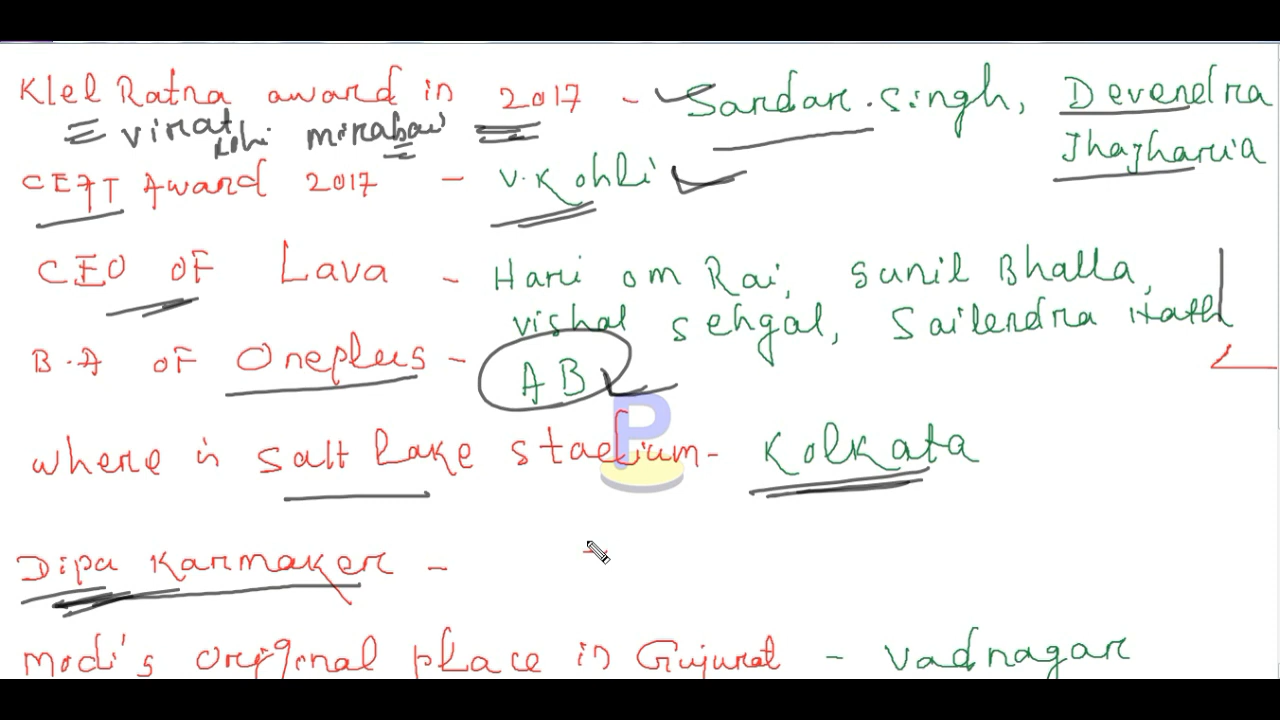 Khel Ratna award in 2017 - Sardar.singh, Devendra
Jhajharia
virat kohi mirabai
CEAT Award 2017 - V.Kohli
CEO OF Lava - Hari om Rai, Sunil Bhalla,
vishal Sehgal, Sailendra Nath
B.A OF Oneplus - AB
where is Salt lake stadium - Kolkata
P
Dipa Karmaker -
Modi's original place in Gujurat - Vadnagar